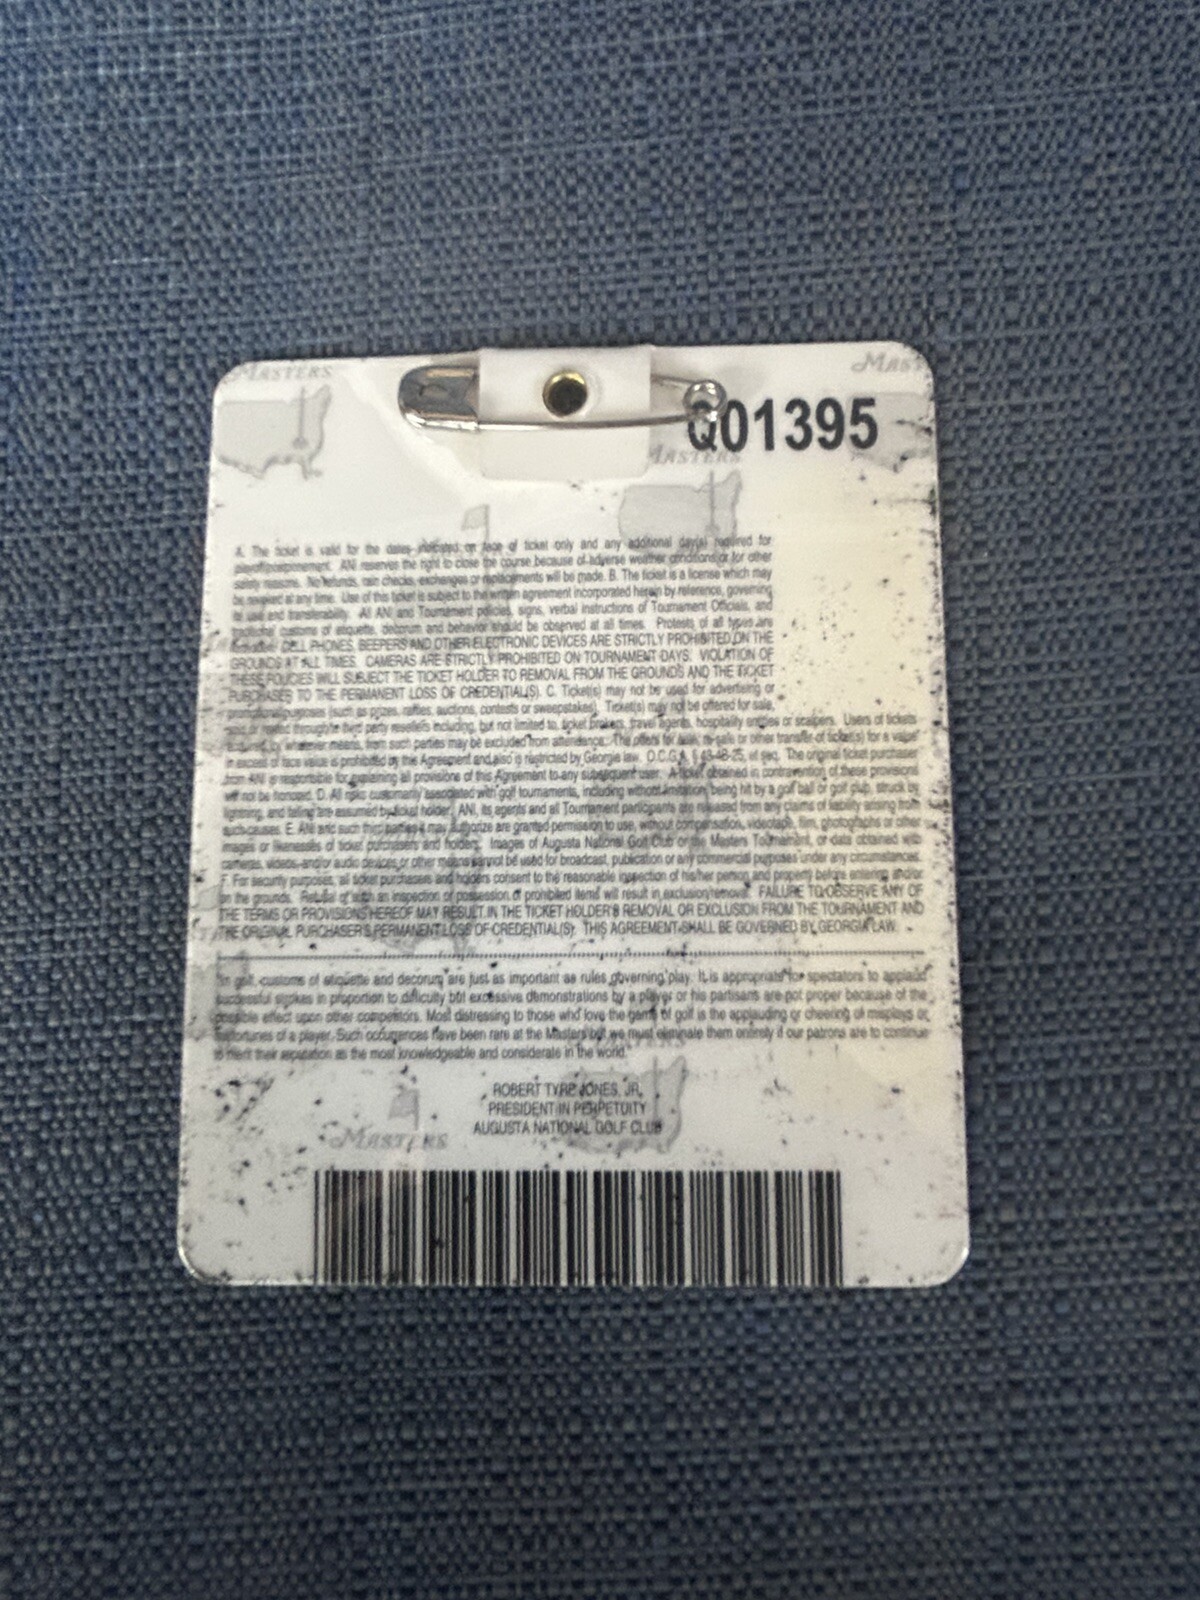 MASTERS
MAST
Q01395
MASTERS
A. The ticket is valid for the dates indicated on face of ticket only and any additional day(s) required for
playoff/postponement. ANI reserves the right to close the course because of adverse weather conditions or for other
safety reasons. No refunds, rain checks, exchanges or replacements will be made. B. The ticket is a license which may
be revoked at any time. Use of this ticket is subject to the written agreement incorporated herein by reference, governing
its use and transferability. All ANI and Tournament policies, signs, verbal instructions of Tournament Officials, and
traditional customs of etiquette, decorum and behavior should be observed at all times. Protests of all types are
CELL PHONES, BEEPERS AND OTHER ELECTRONIC DEVICES ARE STRICTLY PROHIBITED ON THE
GROUNDS AT ALL TIMES. CAMERAS ARE STRICTLY PROHIBITED ON TOURNAMENT DAYS. VIOLATION OF
THESE POLICIES WILL SUBJECT THE TICKET HOLDER TO REMOVAL FROM THE GROUNDS AND THE TICKET
PURCHASER TO THE PERMANENT LOSS OF CREDENTIAL(S). C. Ticket(s) may not be used for advertising or
promotional purposes (such as prizes, raffles, auctions, contests or sweepstakes). Ticket(s) may not be offered for sale,
through third party resellers including, but not limited to, ticket brokers, travel agents, hospitality entities or scalpers. Users of tickets
acquired, by whatever means, from such parties may be excluded from attendance. The offers for sale, re-sale or other transfer of ticket(s) for a value
in excess of face value is prohibited by this Agreement and also is restricted by Georgia law. O.C.G.A. § 43-4B-25, et seq. The original ticket purchaser
from ANI is responsible for explaining all provisions of this Agreement to any subsequent user. A ticket obtained in contravention of these provisions
will not be honored. D. All risks customarily associated with golf tournaments, including without limitation, being hit by a golf ball or golf club, struck by
lightning, and falling are assumed by ticket holder. ANI, its agents and all Tournament participants are released from any claims of liability arising from
such causes. E. ANI and such third parties it may authorize are granted permission to use, without compensation, videotape, film, photographs or other
images or likenesses of ticket purchasers and holders. Images of Augusta National Golf Club or the Masters Tournament, or data obtained with
cameras, videos and/or audio devices or other means cannot be used for broadcast, publication or any commercial purposes under any circumstances.
F. For security purposes, all ticket purchasers and holders consent to the reasonable inspection of his/her person and property before entering and/or
on the grounds. Refusal of such an inspection or possession of prohibited items will result in exclusion/removal. FAILURE TO OBSERVE ANY OF
THE TERMS OR PROVISIONS HEREOF MAY RESULT IN THE TICKET HOLDER'S REMOVAL OR EXCLUSION FROM THE TOURNAMENT AND
THE ORIGINAL PURCHASER'S PERMANENT LOSS OF CREDENTIAL(S). THIS AGREEMENT SHALL BE GOVERNED BY GEORGIA LAW.
"In golf, customs of etiquette and decorum are just as important as rules governing play. It is appropriate for spectators to applaud
successful strokes in proportion to difficulty but excessive demonstrations by a player or his partisans are not proper because of the
possible effect upon other competitors. Most distressing to those who love the game of golf is the applauding or cheering of misplays or
misfortunes of a player. Such occurrences have been rare at the Masters but we must eliminate them entirely if our patrons are to continue
to merit their reputation as the most knowledgeable and considerate in the world."
ROBERT TYRE JONES, JR.
PRESIDENT IN PERPETUITY
AUGUSTA NATIONAL GOLF CLUB
MASTERS